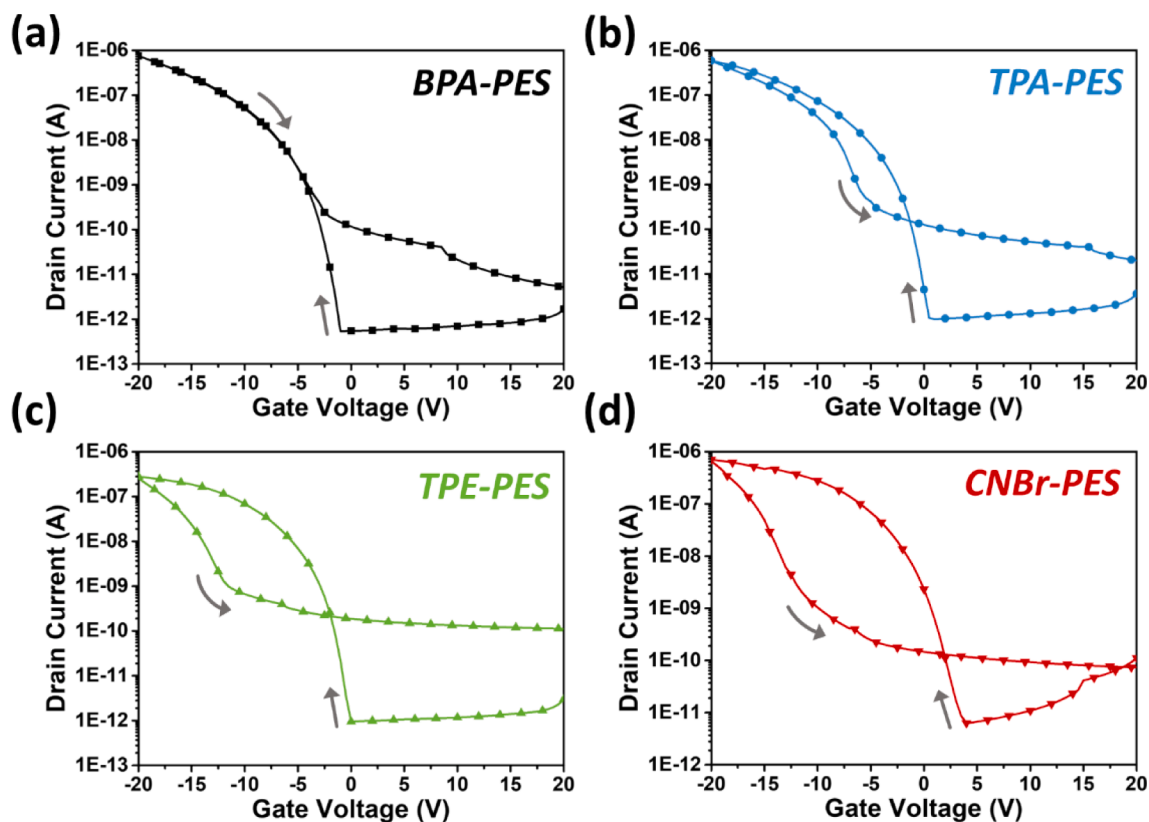 (a)
BPA-PES
1E-06
1E-07
1E-08
1E-09
1E-10
1E-11
1E-12
1E-13
Drain Current (A)
-20 -15 -10 -5 0 5 10 15 20
Gate Voltage (V)
(b)
TPA-PES
1E-06
1E-07
1E-08
1E-09
1E-10
1E-11
1E-12
1E-13
Drain Current (A)
-20 -15 -10 -5 0 5 10 15 20
Gate Voltage (V)
(c)
TPE-PES
1E-06
1E-07
1E-08
1E-09
1E-10
1E-11
1E-12
1E-13
Drain Current (A)
-20 -15 -10 -5 0 5 10 15 20
Gate Voltage (V)
(d)
CNBr-PES
1E-06
1E-07
1E-08
1E-09
1E-10
1E-11
1E-12
Drain Current (A)
-20 -15 -10 -5 0 5 10 15 20
Gate Voltage (V)